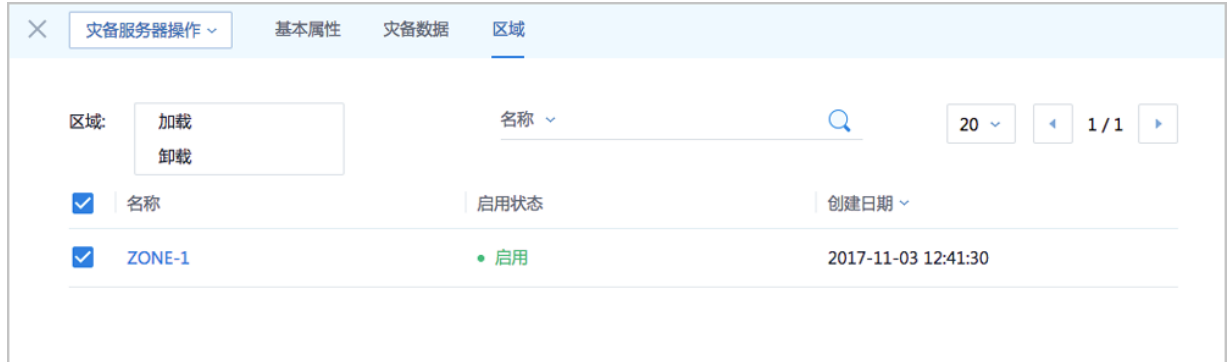 灾备服务器操作 基本属性 灾备数据 区域
区域: 加载 名称 20 1 / 1
卸载
名称 启用状态 创建日期
ZONE-1 启用 2017-11-03 12:41:30